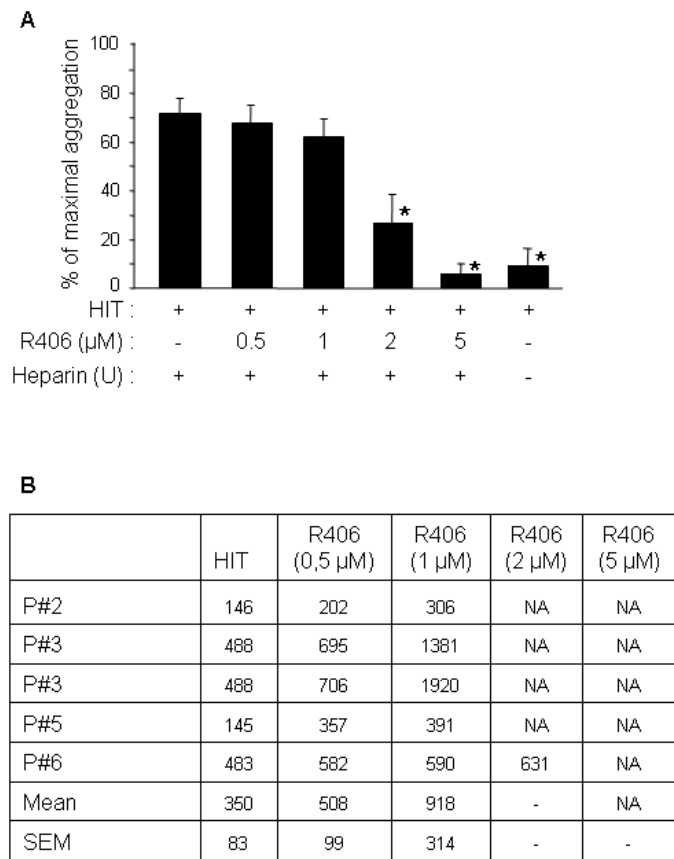 A
% of maximal aggregation
100
80
60
40
20
0
* * *
HIT : + + + + + +
R406 (µM) : - 0.5 1 2 5 -
Heparin (U) : + + + + + -
B
HIT R406 (0,5 µM) R406 (1 µM) R406 (2 µM) R406 (5 µM)
P#2 146 202 306 NA NA
P#3 488 695 1381 NA NA
P#3 488 706 1920 NA NA
P#5 145 357 391 NA NA
P#6 483 582 590 631 NA
Mean 350 508 918 - NA
SEM 83 99 314 - -